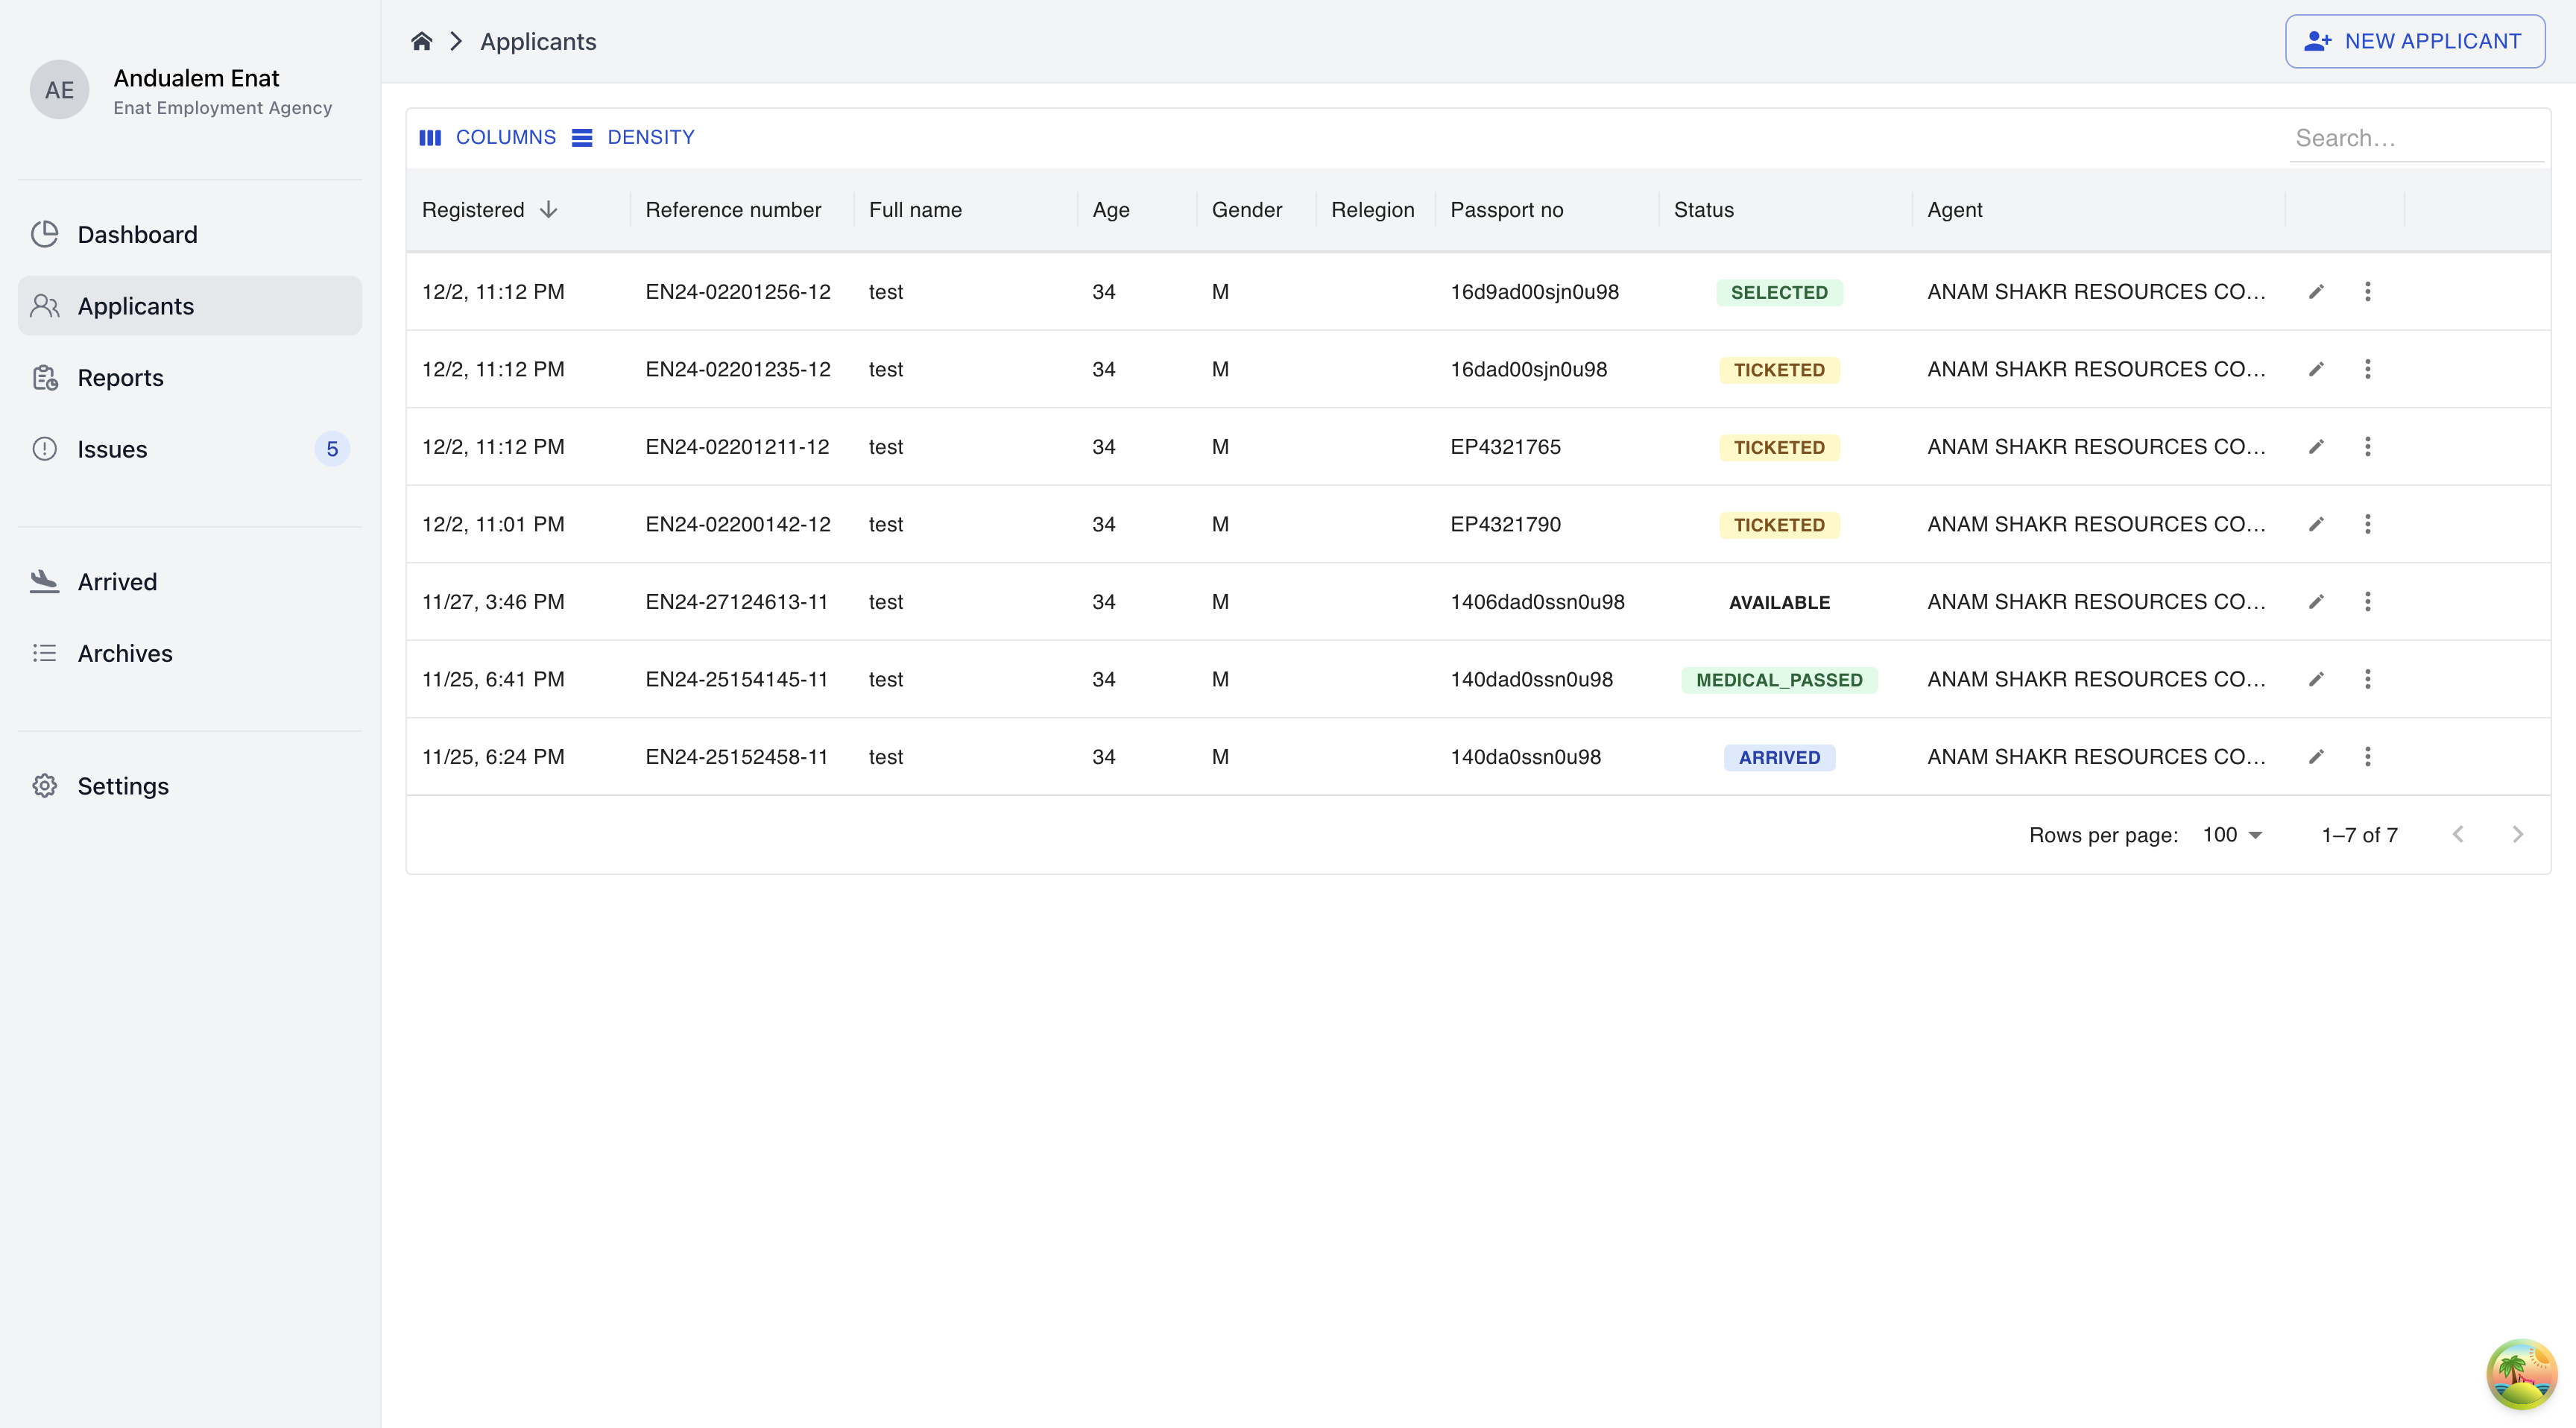 AE
Andualem Enat
Enat Employment Agency
Dashboard
Applicants
Reports
Issues 5
Arrived
Archives
Settings
Applicants
NEW APPLICANT
COLUMNS DENSITY Search…
Registered Reference number Full name Age Gender Relegion Passport no Status Agent
12/2, 11:12 PM EN24-02201256-12 test 34 M 16d9ad00sjn0u98 SELECTED ANAM SHAKR RESOURCES CO…
12/2, 11:12 PM EN24-02201235-12 test 34 M 16dad00sjn0u98 TICKETED ANAM SHAKR RESOURCES CO…
12/2, 11:12 PM EN24-02201211-12 test 34 M EP4321765 TICKETED ANAM SHAKR RESOURCES CO…
12/2, 11:01 PM EN24-02200142-12 test 34 M EP4321790 TICKETED ANAM SHAKR RESOURCES CO…
11/27, 3:46 PM EN24-27124613-11 test 34 M 1406dad0ssn0u98 AVAILABLE ANAM SHAKR RESOURCES CO…
11/25, 6:41 PM EN24-25154145-11 test 34 M 140dad0ssn0u98 MEDICAL_PASSED ANAM SHAKR RESOURCES CO…
11/25, 6:24 PM EN24-25152458-11 test 34 M 140da0ssn0u98 ARRIVED ANAM SHAKR RESOURCES CO…
Rows per page: 100 1–7 of 7